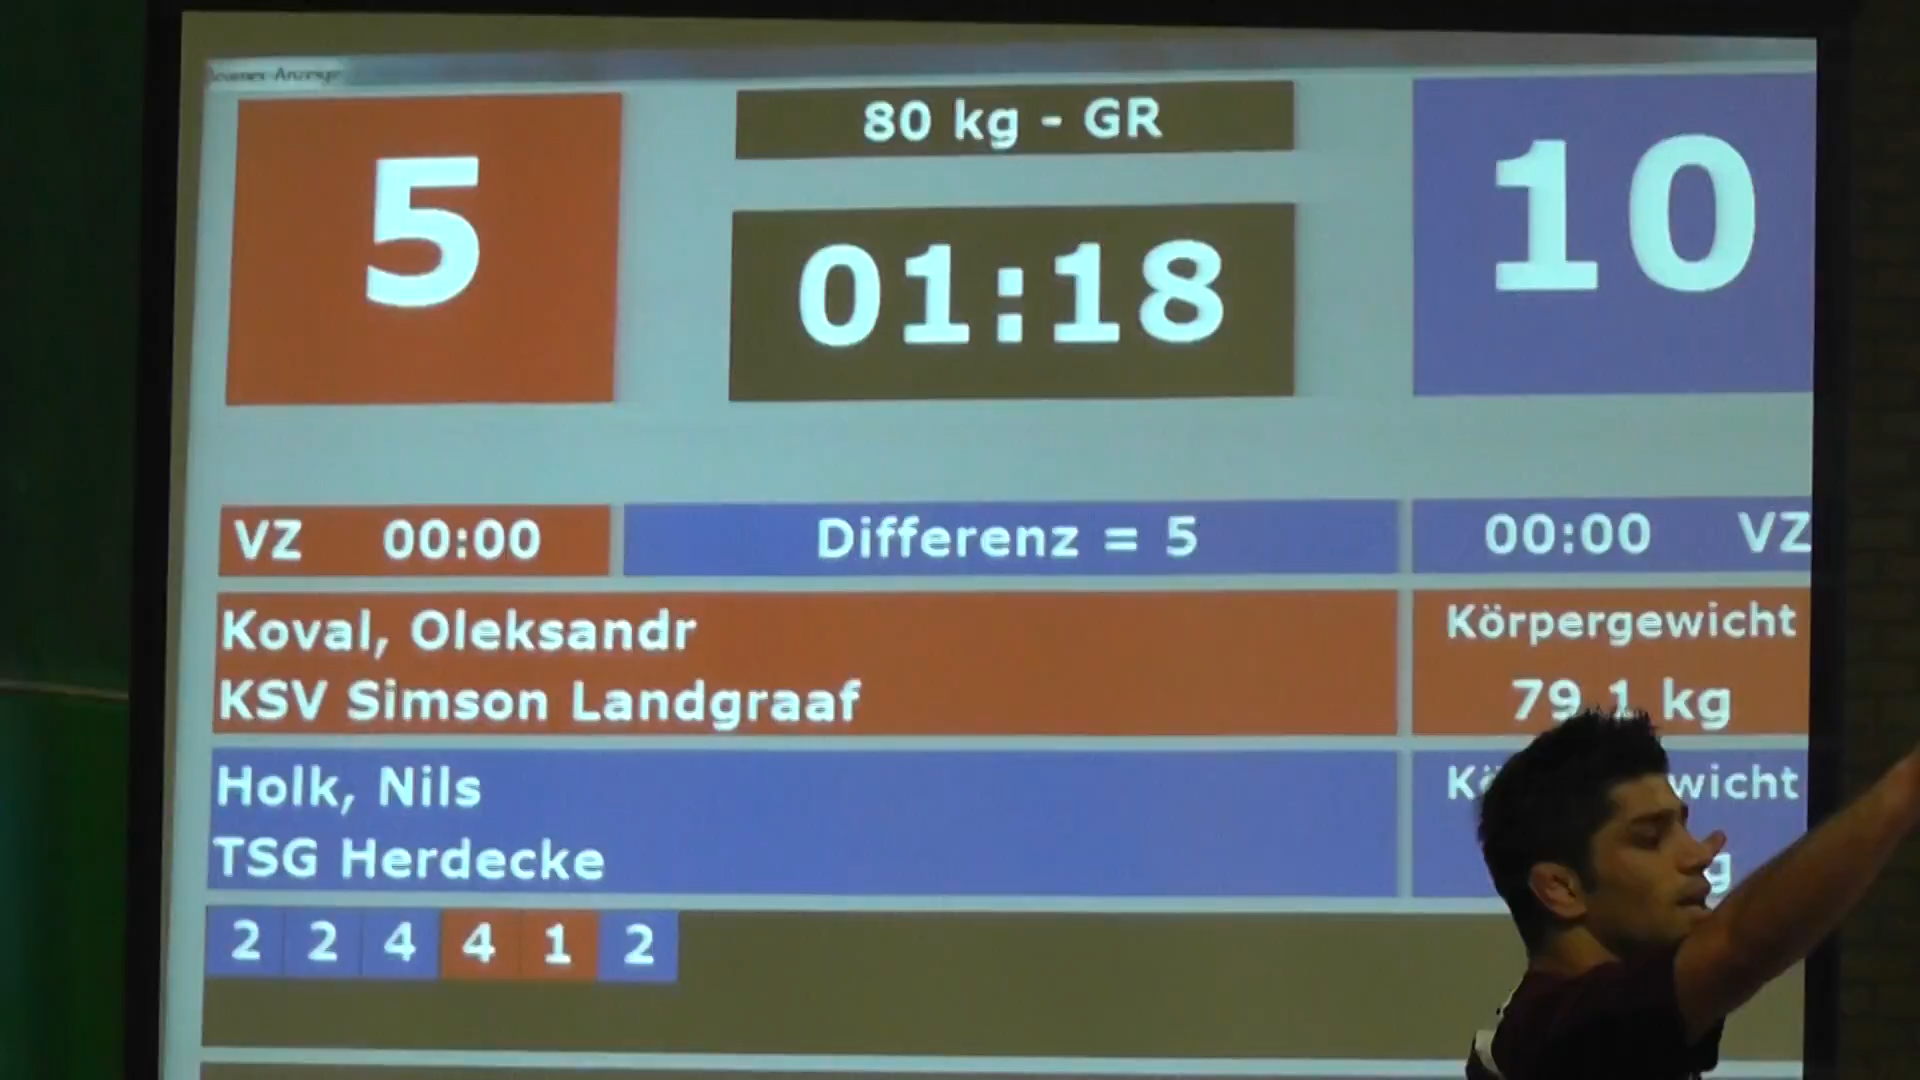 5
80 kg - GR
10
01:18
VZ 00:00
Differenz = 5
00:00 VZ
Koval, Oleksandr
Körpergewicht
KSV Simson Landgraaf
79,1 kg
Holk, Nils
TSG Herdecke
2 2 4 4 1 2